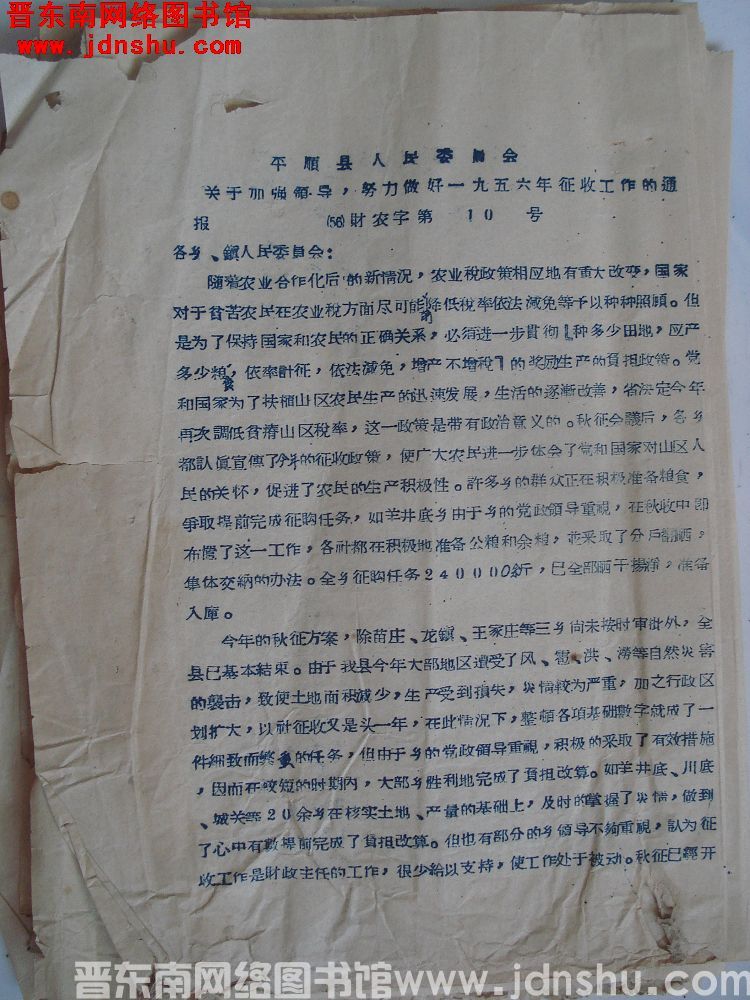 晋东南网络图书馆
www.jdnshu.com
平順县人民委員会
关于加强領导，努力做好一九五六年征收工作的通
报 (56)财农字第 10 号
各乡、鎮人民委員会：
随着农业合作化后的新情况，农业税政策相应地有重大改变，国家
对于貧苦农民在农业稅方面尽可能的降低稅率依法減免等予以种种照顧。但
是为了保持国家和农民的正确关系，必須进一步貫彻「种多少田地，应产
多少粮食，依率計征，依法減免，增产不增稅」的奖励生产的負担政策。党
和国家为了扶植山区农民生产的迅速发展，生活的逐漸改善，省决定今年
再次調低貧瘠山区稅率，这一政策是带有政治意义的。秋征会議后，各乡
都認眞宣傳了今年的征收政策，使广大农民进一步体会了党和国家对山区人
民的关怀，促进了农民的生产积极性。許多乡的群众正在积极准备粮食，
爭取提前完成征購任务，如羊井底乡由于乡的党政領导重視，在秋收中即
布置了这一工作，各社都在积极地准备公粮和余粮，並采取了分戶晒，
集体交納的办法。全乡征购任务240000斤，已全部晒干揚淨，准备
入庫。
今年的秋征方案，除苗庄、龙鎮、王家庄等三乡尚未按时审批外，全
县已基本結束。由于我县今年大部地区遭受了风、雹、洪、澇等自然災害
的襲击，致使土地面积減少，生产受到損失，災情較为严重，加之行政区
划扩大，以社征收又是头一年，在此情况下，整頓各項基礎数字就成了一
件細致而繁重的任务，但由于乡的党政領导重視，积极的采取了有效措施
，因而在较短的时期內，大部乡胜利地完成了負担改算。如羊井底、川底
、城关等20余乡在核实土地、产量的基础上，及时的掌握了災情，做到
了心中有数提前完成了負担改算。但也有部分的乡領导不夠重視，認为征
收工作是財政主任的工作，很少給以支持，使工作处于被动。秋征已經开
晋东南网络图书馆www.jdnshu.com